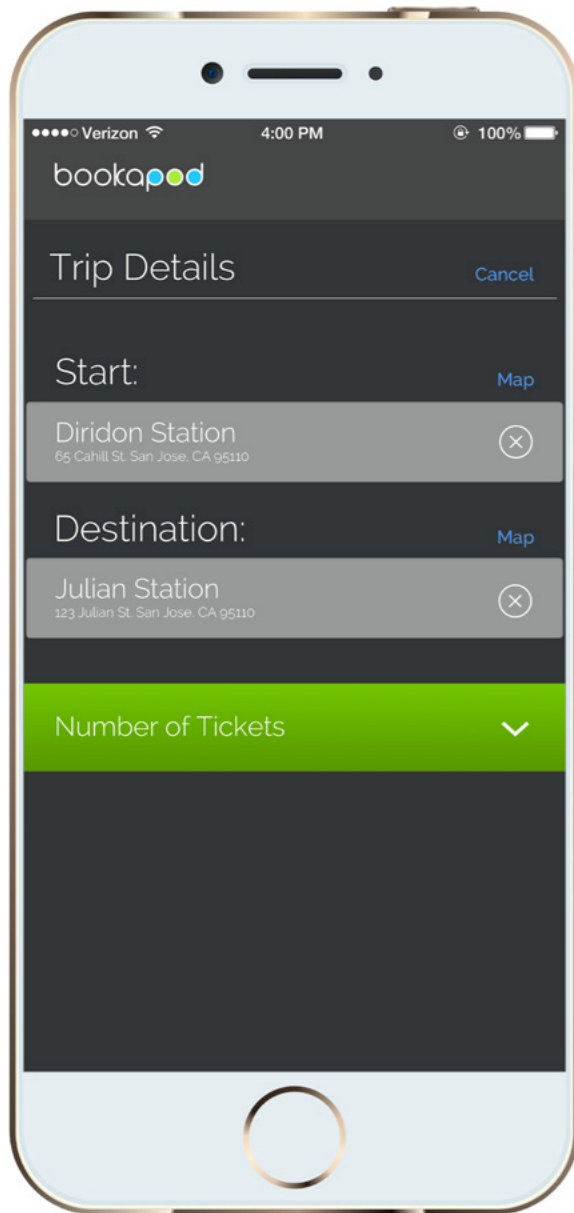 Verizon 4:00 PM 100%
bookapod
Trip Details Cancel
Start: Map
Diridon Station
65 Cahill St. San Jose, CA 95110
Destination: Map
Julian Station
123 Julian St. San Jose, CA 95110
Number of Tickets